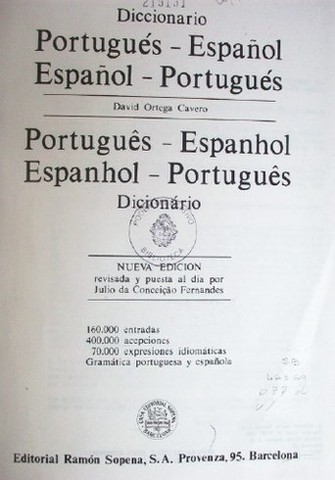 Diccionario
Portugués - Español
Español - Portugués
David Ortega Cavero
Português - Espanhol
Espanhol - Português
Dicionário
BIBLIOTECA
NUEVA EDICION
revisada y puesta al día por
Julio da Conceição Fernandes
160.000 entradas
400.000 acepciones
70.000 expresiones idiomáticas
Gramática portuguesa y española
Editorial Ramón Sopena, S.A. Provenza, 95. Barcelona